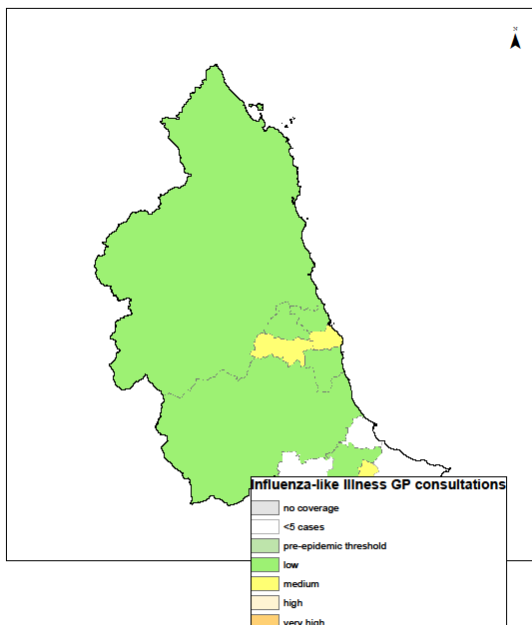 N
Influenza-like Illness GP consultations
no coverage
<5 cases
pre-epidemic threshold
low
medium
high
very high